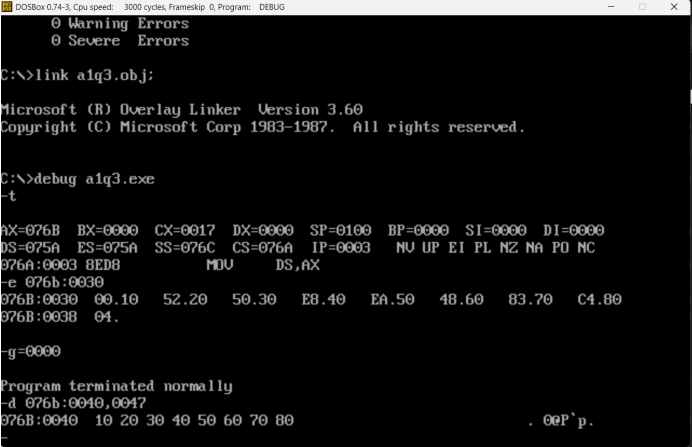 DOSBox 0.74-3, Cpu speed: 3000 cycles, Frameskip 0, Program: DEBUG
0 Warning Errors
0 Severe Errors
C:\>link a1q3.obj;
Microsoft (R) Overlay Linker Version 3.60
Copyright (C) Microsoft Corp 1983-1987. All rights reserved.
C:\>debug a1q3.exe
-t
AX=076B BX=0000 CX=0017 DX=0000 SP=0100 BP=0000 SI=0000 DI=0000
DS=075A ES=075A SS=076C CS=076A IP=0003 NV UP EI PL NZ NA PO NC
076A:0003 8ED8 MOV DS,AX
-e 076b:0030
076B:0030 00.10 52.20 50.30 E8.40 EA.50 48.60 83.70 C4.80
076B:0038 04.
-g=0000
Program terminated normally
-d 076b:0040,0047
076B:0040 10 20 30 40 50 60 70 80 . 0@P`p.
-